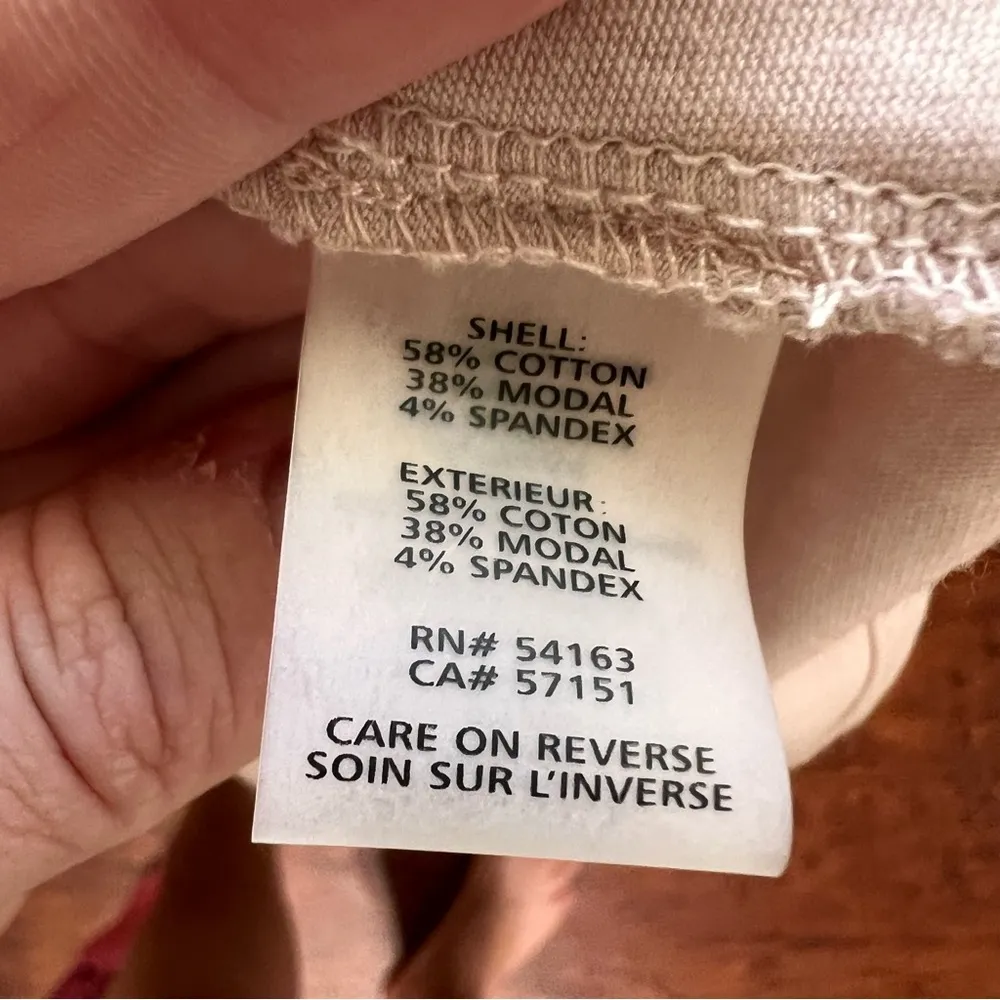 SHELL:
58% COTTON
38% MODAL
4% SPANDEX
EXTERIEUR:
58% COTON
38% MODAL
4% SPANDEX
RN# 54163
CA# 57151
CARE ON REVERSE
SOIN SUR L'INVERSE